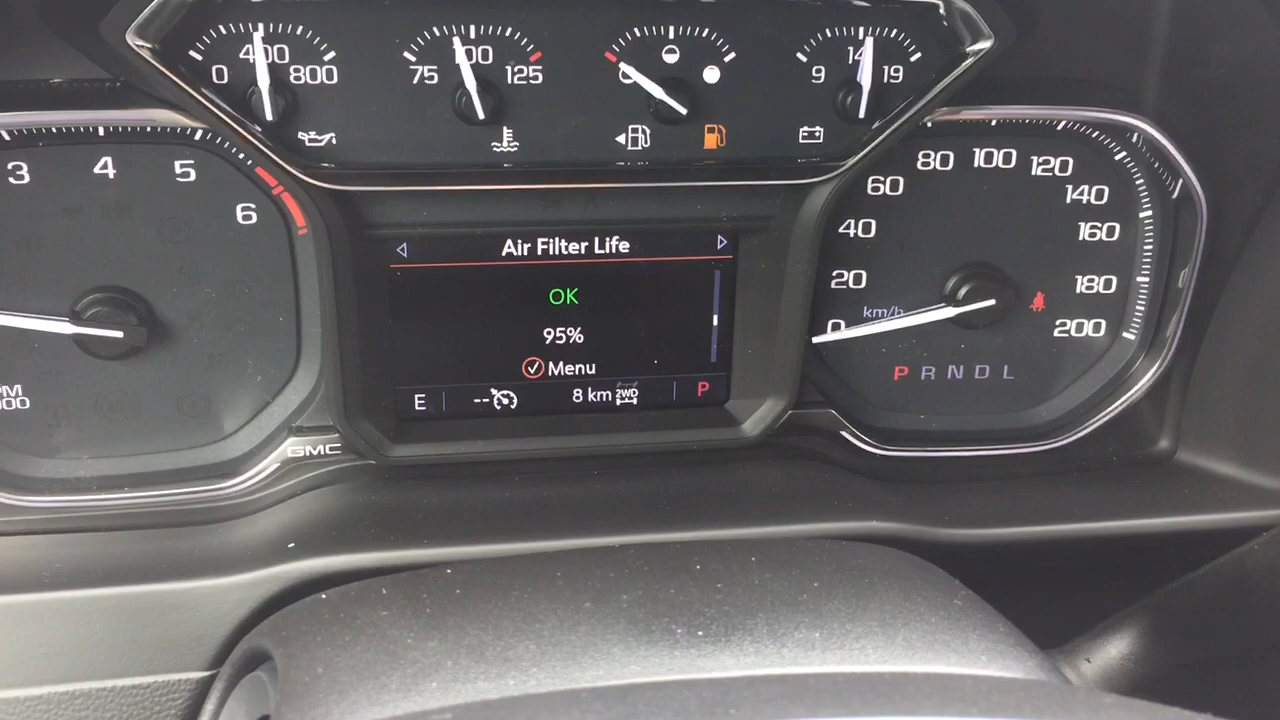 0 400 800
75 100 125
9 14 19
3 4 5 6
Air Filter Life
OK
95%
Menu
E -- 8 km 2WD P
0 20 40 60 80 100 120 140 160 180 200
km/h
P R N D L
GMC